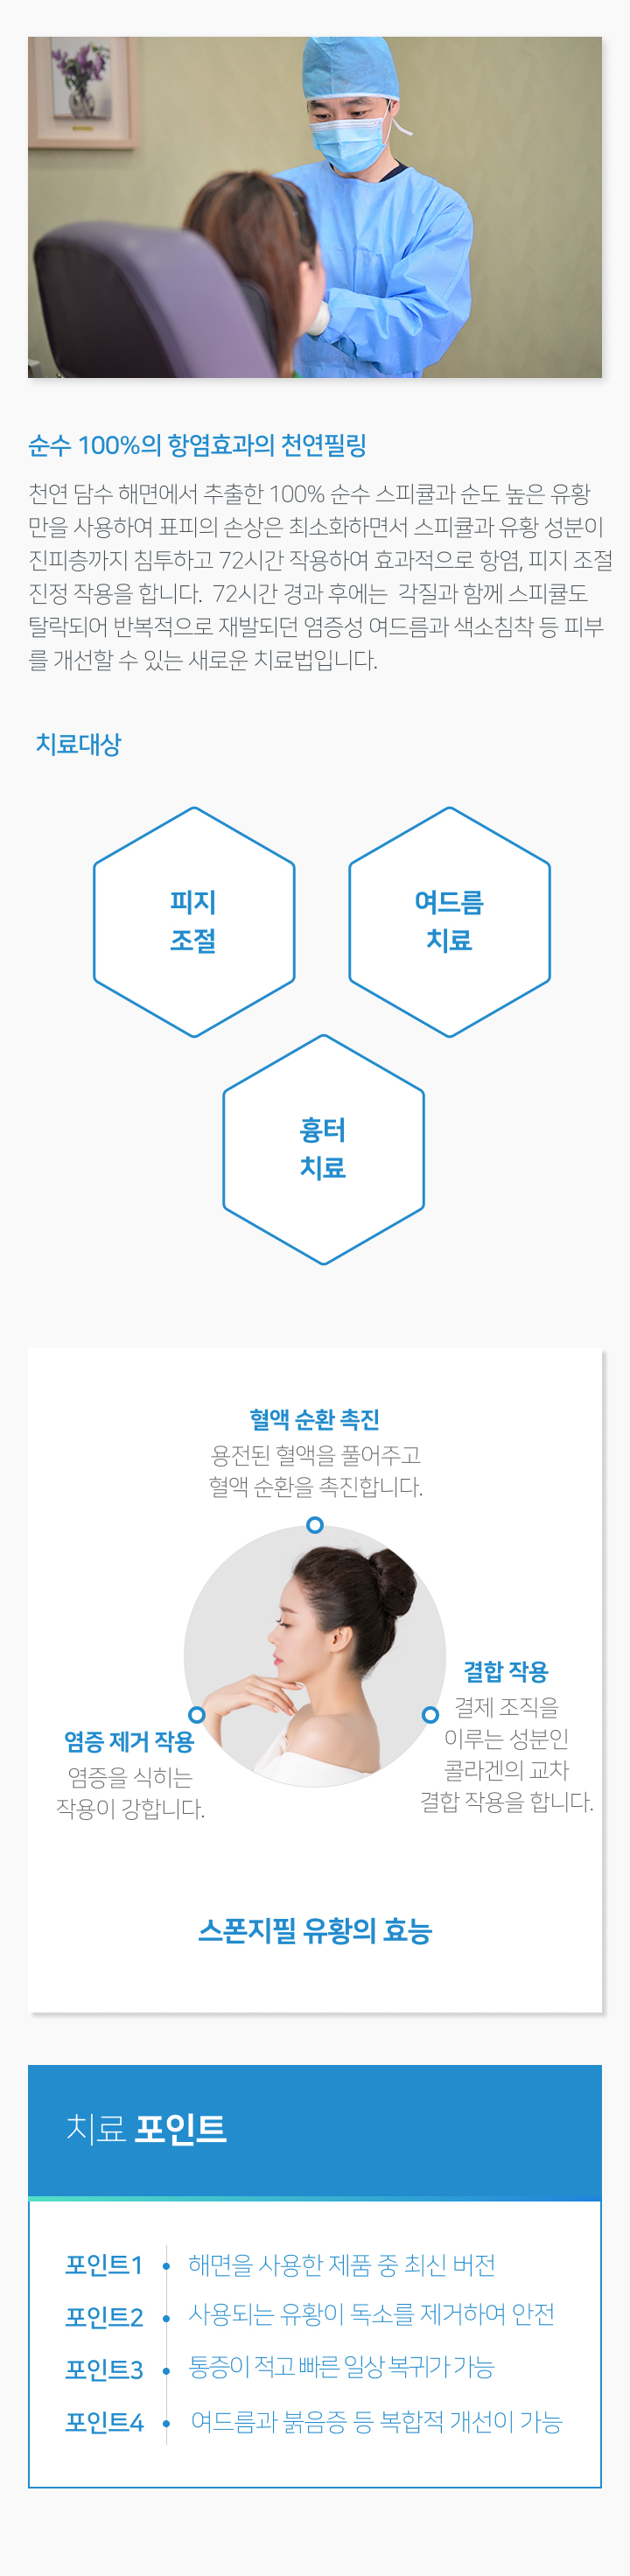 순수 100%의 항염효과의 천연필링
천연 담수 해면에서 추출한 100% 순수 스피큘과 순도 높은 유황
만을 사용하여 표피의 손상은 최소화하면서 스피큘과 유황 성분이
진피층까지 침투하고 72시간 작용하여 효과적으로 항염, 피지 조절
진정 작용을 합니다. 72시간 경과 후에는 각질과 함께 스피큘도
탈락되어 반복적으로 재발되던 염증성 여드름과 색소침착 등 피부
를 개선할 수 있는 새로운 치료법입니다.
치료대상
피지
조절
여드름
치료
흉터
치료
혈액 순환 촉진
용전된 혈액을 풀어주고
혈액 순환을 촉진합니다.
결합 작용
결제 조직을
이루는 성분인
콜라겐의 교차
결합 작용을 합니다.
염증 제거 작용
염증을 식히는
작용이 강합니다.
스폰지필 유황의 효능
치료 포인트
포인트1 해면을 사용한 제품 중 최신 버전
포인트2 사용되는 유황이 독소를 제거하여 안전
포인트3 통증이 적고 빠른 일상 복귀가 가능
포인트4 여드름과 붉음증 등 복합적 개선이 가능